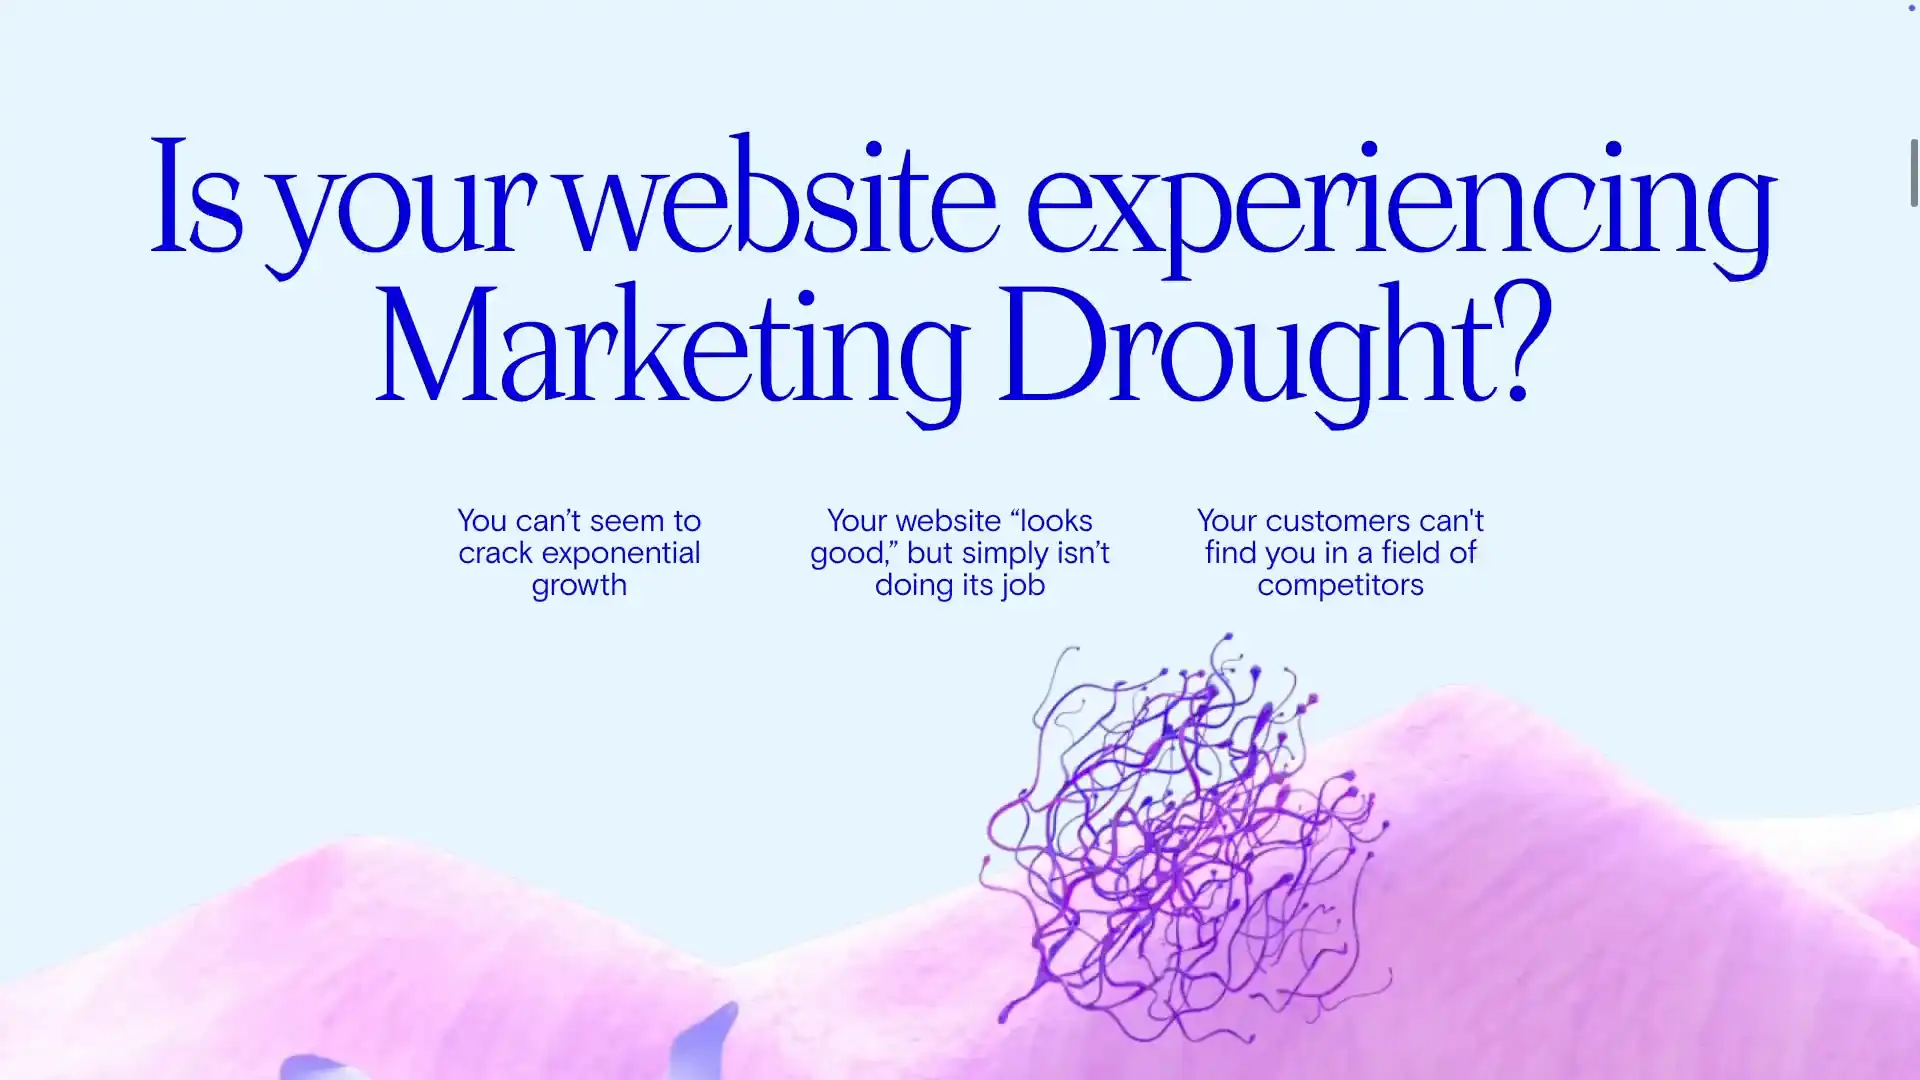 Is your website experiencing
Marketing Drought?
You can’t seem to
crack exponential
growth
Your website “looks
good,” but simply isn’t
doing its job
Your customers can't
find you in a field of
competitors